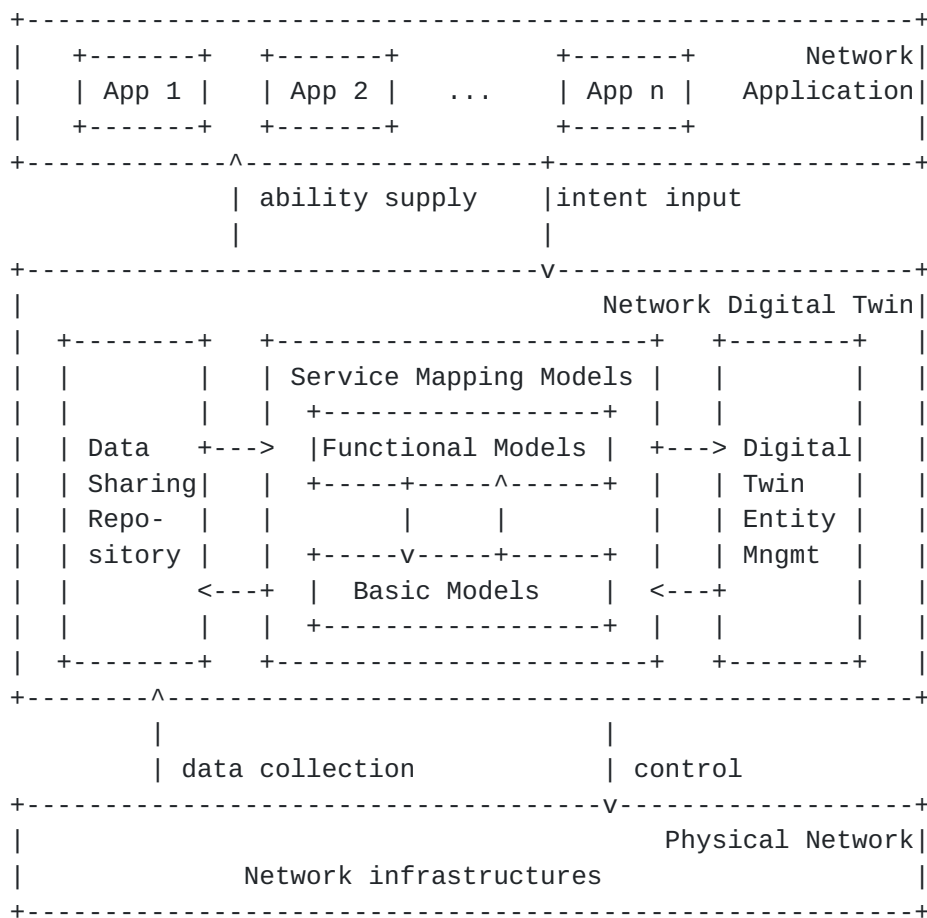 +---------------------------------------------------------+
|   +-------+   +-------+          +-------+       Network|
|   | App 1 |   | App 2 |   ...    | App n |   Application|
|   +-------+   +-------+          +-------+              |
+-------------^-------------------+-----------------------+
              | ability supply    |intent input
              |                   |
+---------------------------------v-----------------------+
|                                     Network Digital Twin|
|  +--------+   +------------------------+   +--------+   |
|  |        |   | Service Mapping Models |   |        |   |
|  |        |   |  +------------------+  |   |        |   |
|  | Data   +--->  |Functional Models |  +---> Digital|   |
|  | Sharing|   |  +-----+-----^------+  |   | Twin   |   |
|  | Repo-  |   |        |     |         |   | Entity |   |
|  | sitory |   |  +-----v-----+------+  |   | Mngmt  |   |
|  |        <---+  |  Basic Models    |  <---+        |   |
|  |        |   |  +------------------+  |   |        |   |
|  +--------+   +------------------------+   +--------+   |
+--------^------------------------------------------------+
         |                            |
         | data collection            | control
+-------------------------------------v-------------------+
|                                         Physical Network|
|              Network infrastructures                    |
+---------------------------------------------------------+